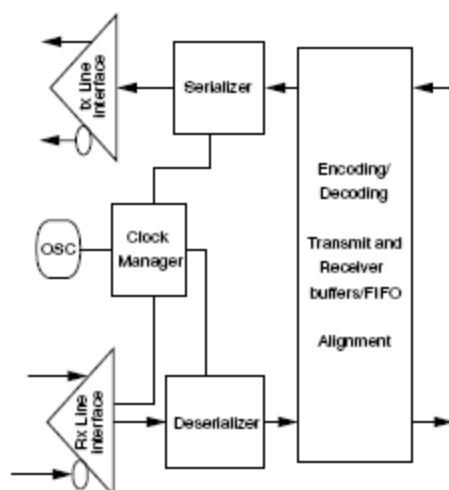 tx Line
Interface
Serializer
Encoding/
Decoding
Transmit and
Receiver
buffers/FIFO
Alignment
OSC
Clock
Manager
Rx Line
Interface
Deserializer